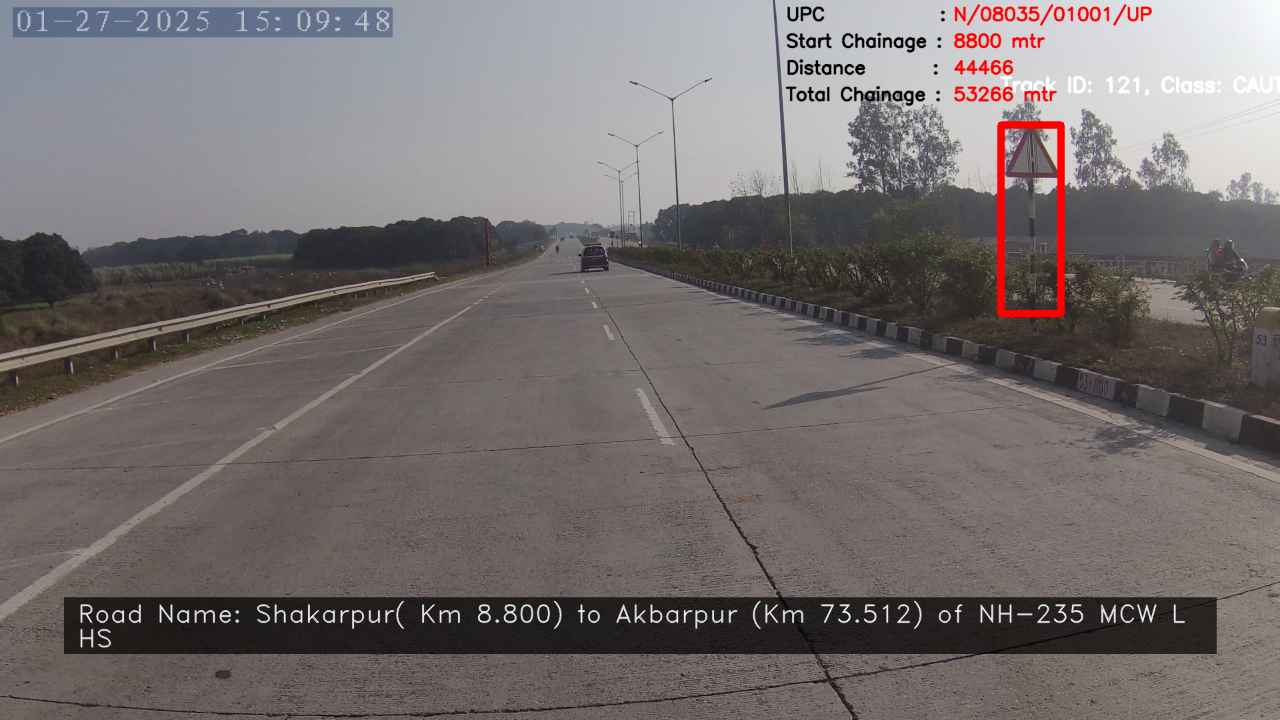 01-27-2025 15:09:48
UPC : N/08035/01001/UP
Start Chainage : 8800 mtr
Distance : 44466
Total Chainage : 53266 mtr
Track ID: 121, Class: CAUT
Road Name: Shakarpur( Km 8.800) to Akbarpur (Km 73.512) of NH-235 MCW L
HS
53